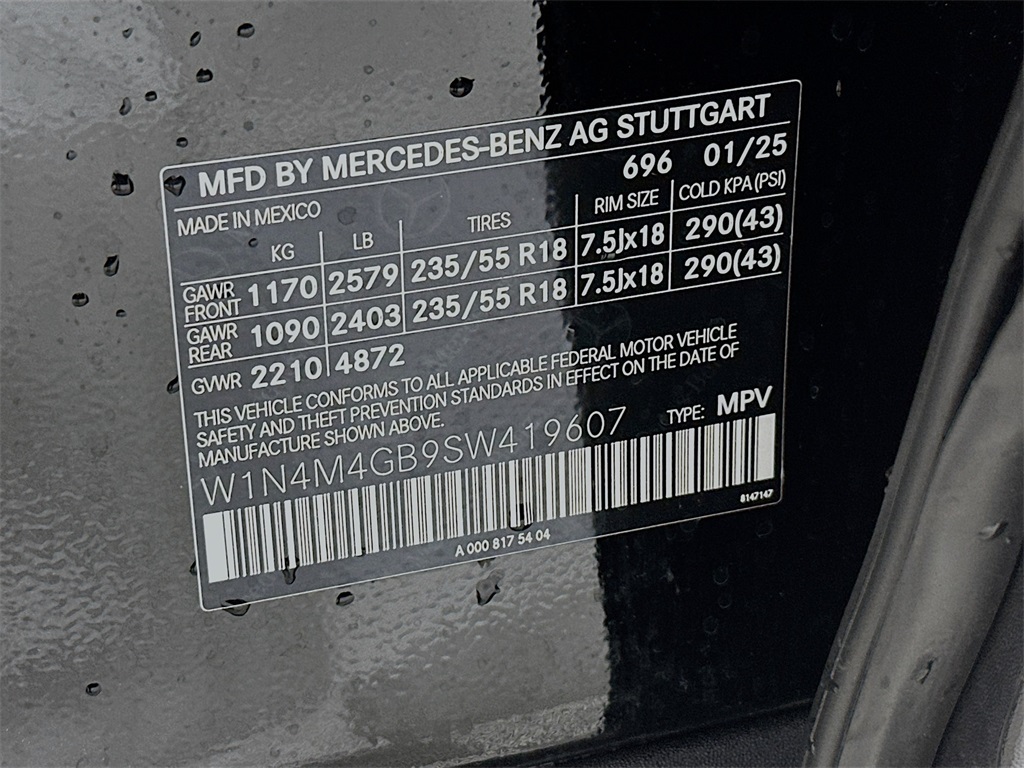 MFD BY MERCEDES-BENZ AG STUTTGART
MADE IN MEXICO 696 01/25
KG LB TIRES RIM SIZE COLD KPA (PSI)
GAWR FRONT 1170 2579 235/55 R18 7.5Jx18 290(43)
GAWR REAR 1090 2403 235/55 R18 7.5Jx18 290(43)
GVWR 2210 4872
THIS VEHICLE CONFORMS TO ALL APPLICABLE FEDERAL MOTOR VEHICLE
SAFETY AND THEFT PREVENTION STANDARDS IN EFFECT ON THE DATE OF
MANUFACTURE SHOWN ABOVE.
W1N4M4GB9SW419607 TYPE: MPV
8147147
A 000 817 54 04